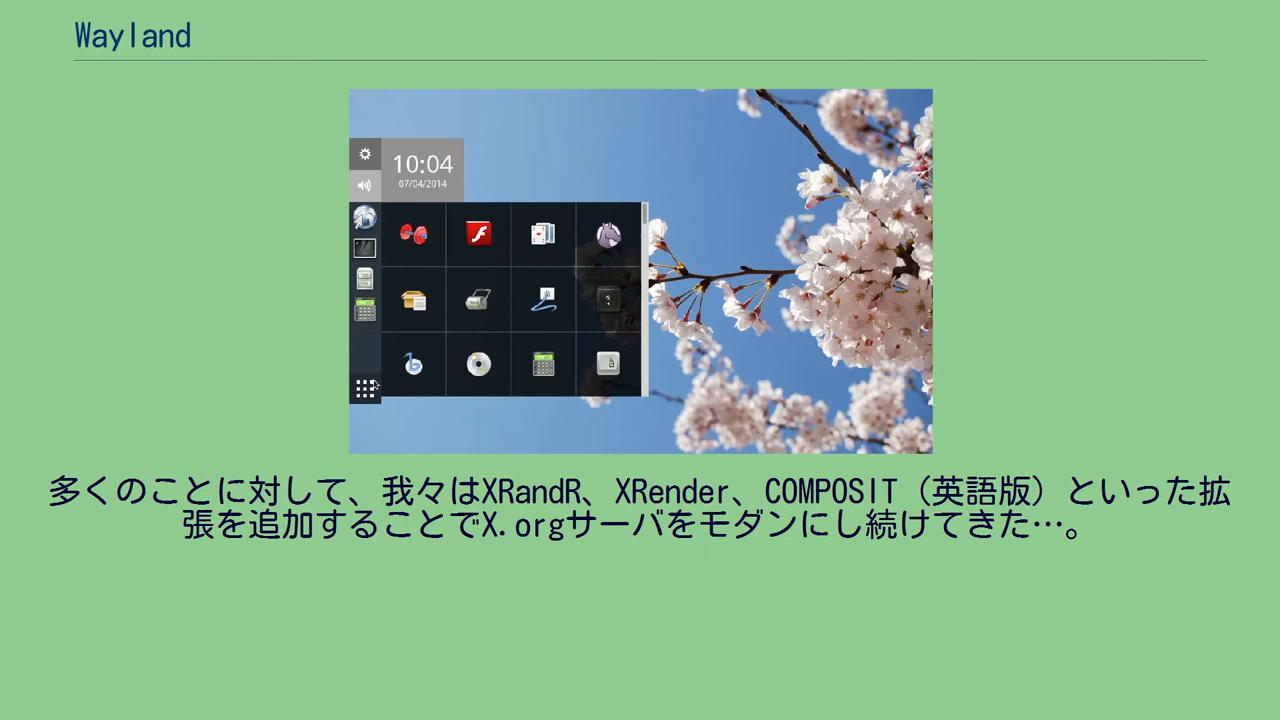 Wayland
10:04
07/04/2014
多くのことに対して、我々はXRandR、XRender、COMPOSIT（英語版）といった拡
張を追加することでX.orgサーバをモダンにし続けてきた…。